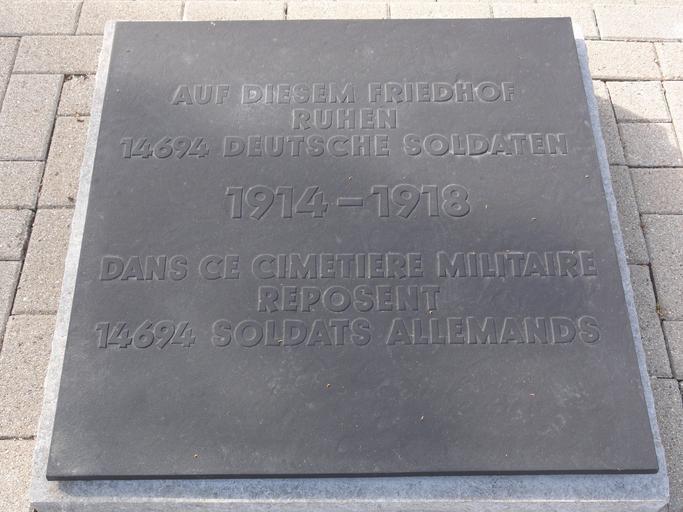 AUF DIESEM FRIEDHOF
RUHEN
14694 DEUTSCHE SOLDATEN
1914–1918
DANS CE CIMETIERE MILITAIRE
REPOSENT
14694 SOLDATS ALLEMANDS